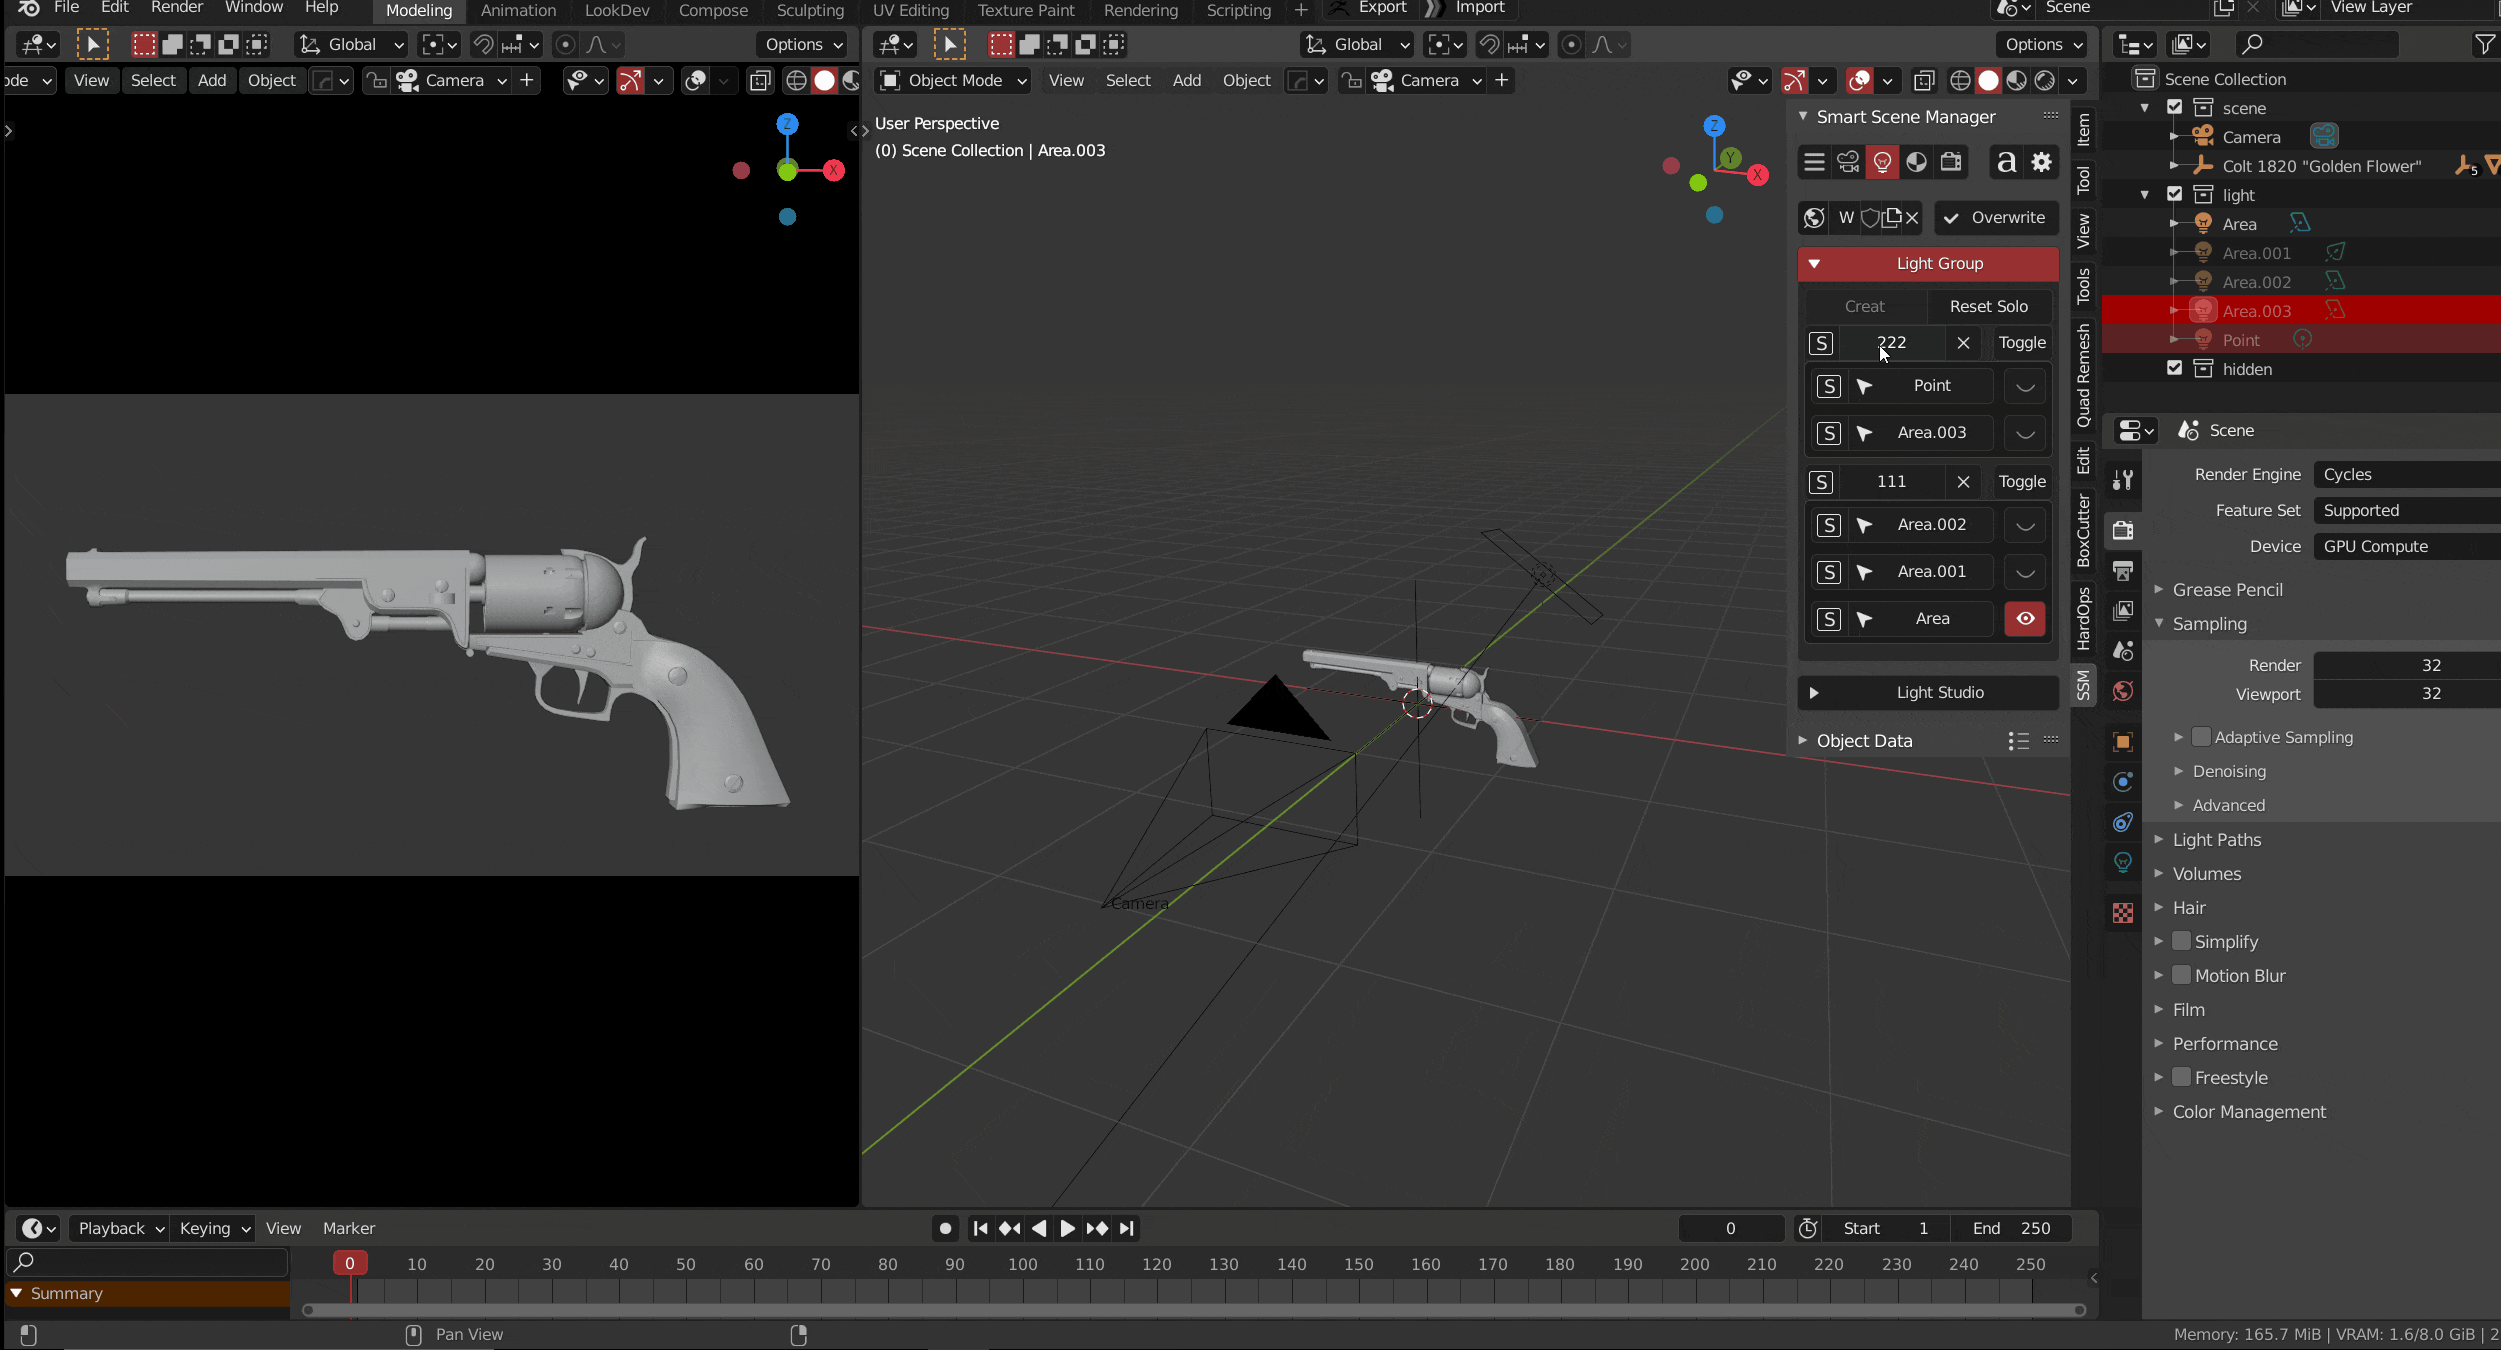 File Edit Render Window Help Modeling Animation LookDev Compose Sculpting UV Editing Texture Paint Rendering Scripting + Export Import Scene View Layer
Global Options Global Options
ode View Select Add Object Camera Object Mode View Select Add Object Camera
Z
X
User Perspective
(0) Scene Collection | Area.003
Z
Y
X
Smart Scene Manager
a
W Overwrite
Light Group
Creat Reset Solo
S 222 Toggle
S Point
S Area.003
S 111 Toggle
S Area.002
S Area.001
S Area
Light Studio
Object Data
Item
Tool
View
Tools
Quad Remesh
Edit
BoxCutter
HardOps
SSM
Camera
Scene Collection
scene
Camera
Colt 1820 "Golden Flower" 5
light
Area
Area.001
Area.002
Area.003
Point
hidden
Scene
Render Engine Cycles
Feature Set Supported
Device GPU Compute
Grease Pencil
Sampling
Render 32
Viewport 32
Adaptive Sampling
Denoising
Advanced
Light Paths
Volumes
Hair
Simplify
Motion Blur
Film
Performance
Freestyle
Color Management
Playback Keying View Marker 0 Start 1 End 250
0 10 20 30 40 50 60 70 80 90 100 110 120 130 140 150 160 170 180 190 200 210 220 230 240 250
Summary
Pan View Memory: 165.7 MiB | VRAM: 1.6/8.0 GiB | 2